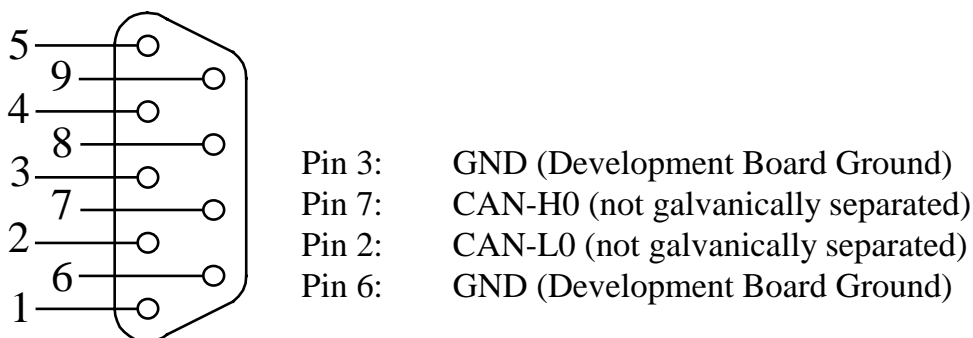 5
9
4
8
3
7
2
6
1
Pin 3: GND (Development Board Ground)
Pin 7: CAN-H0 (not galvanically separated)
Pin 2: CAN-L0 (not galvanically separated)
Pin 6: GND (Development Board Ground)